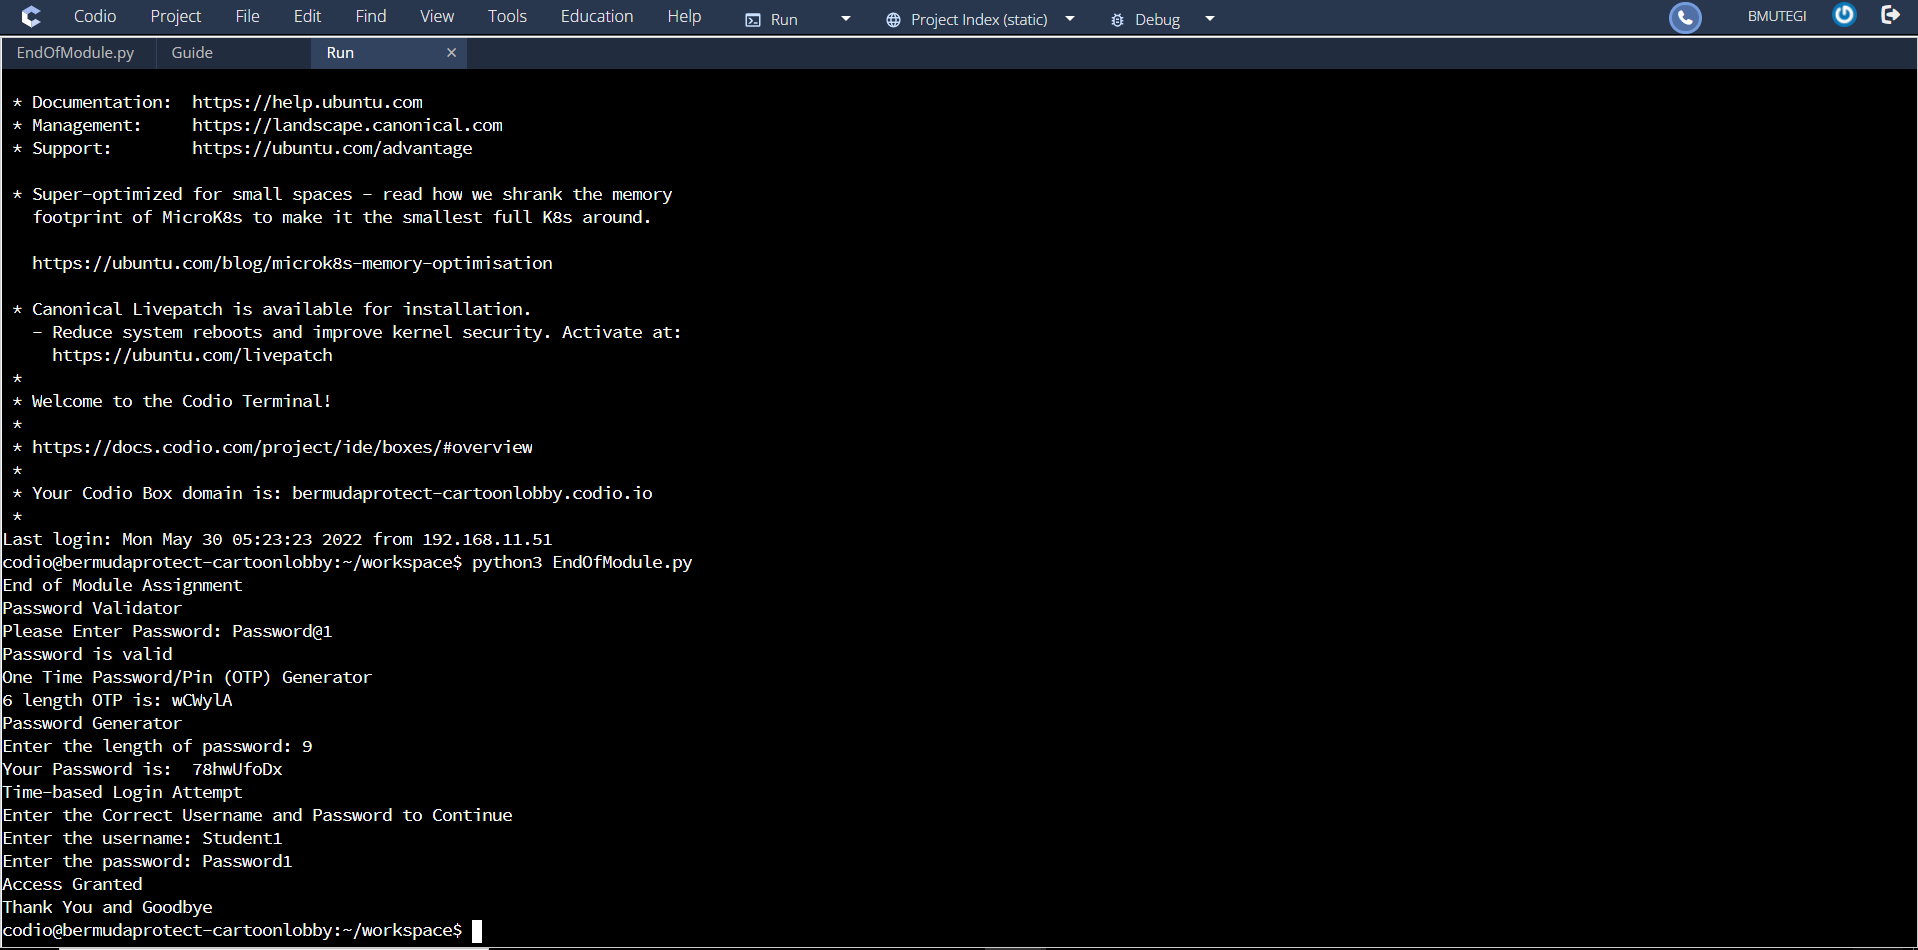 Codio Project File Edit Find View Tools Education Help Run Project Index (static) Debug BMUTEGI
EndOfModule.py Guide Run ×
* Documentation:  https://help.ubuntu.com
* Management:     https://landscape.canonical.com
* Support:        https://ubuntu.com/advantage
* Super-optimized for small spaces - read how we shrank the memory
footprint of MicroK8s to make it the smallest full K8s around.
https://ubuntu.com/blog/microk8s-memory-optimisation
* Canonical Livepatch is available for installation.
- Reduce system reboots and improve kernel security. Activate at:
https://ubuntu.com/livepatch
*
* Welcome to the Codio Terminal!
*
* https://docs.codio.com/project/ide/boxes/#overview
*
* Your Codio Box domain is: bermudaprotect-cartoonlobby.codio.io
*
Last login: Mon May 30 05:23:23 2022 from 192.168.11.51
codio@bermudaprotect-cartoonlobby:~/workspace$ python3 EndOfModule.py
End of Module Assignment
Password Validator
Please Enter Password: Password@1
Password is valid
One Time Password/Pin (OTP) Generator
6 length OTP is: wCWylA
Password Generator
Enter the length of password: 9
Your Password is:  78hwUfoDx
Time-based Login Attempt
Enter the Correct Username and Password to Continue
Enter the username: Student1
Enter the password: Password1
Access Granted
Thank You and Goodbye
codio@bermudaprotect-cartoonlobby:~/workspace$